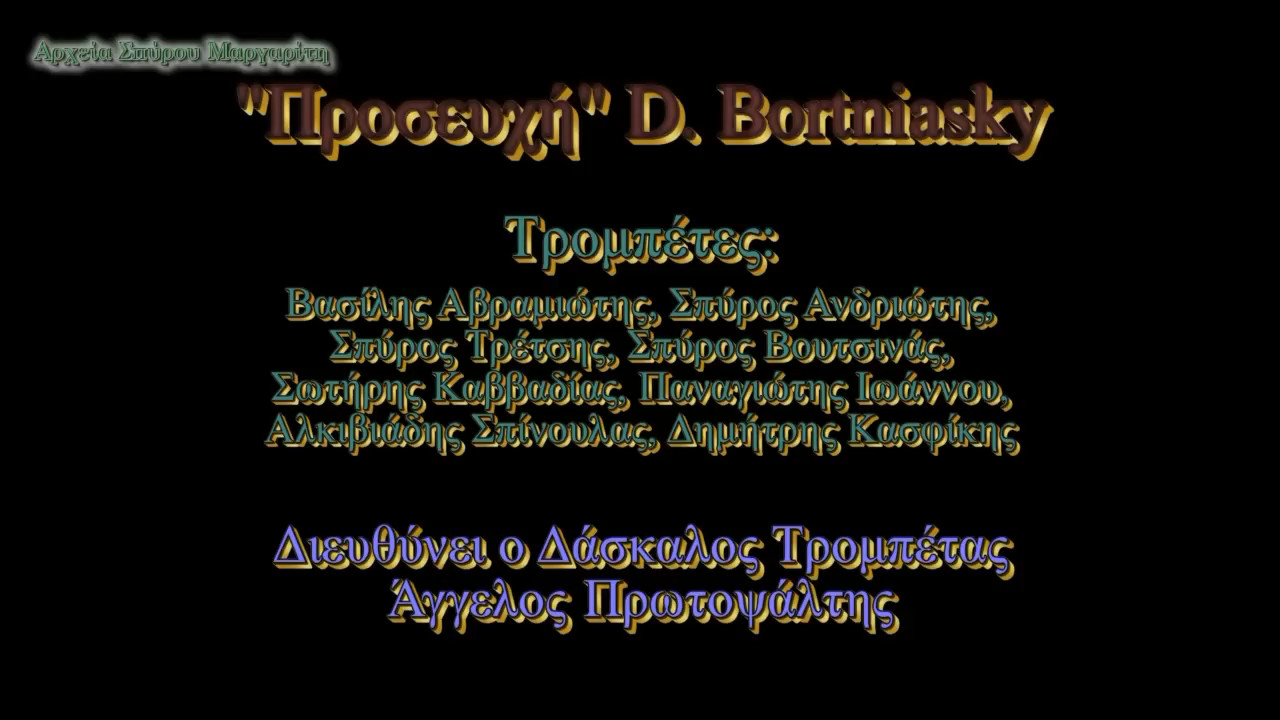 Αρχεία Σπύρου Μαργαρίτη
"Προσευχή" D. Bortniasky
Τρομπέτες:
Βασίλης Αβραμιώτης, Σπύρος Ανδριώτης,
Σπύρος Τρέτσης, Σπύρος Βουτσινάς,
Σωτήρης Καββαδίας, Παναγιώτης Ιωάννου,
Αλκιβιάδης Σπίνουλας, Δημήτρης Κασφίκης
Διευθύνει ο Δάσκαλος Τρομπέτας
Άγγελος Πρωτοψάλτης